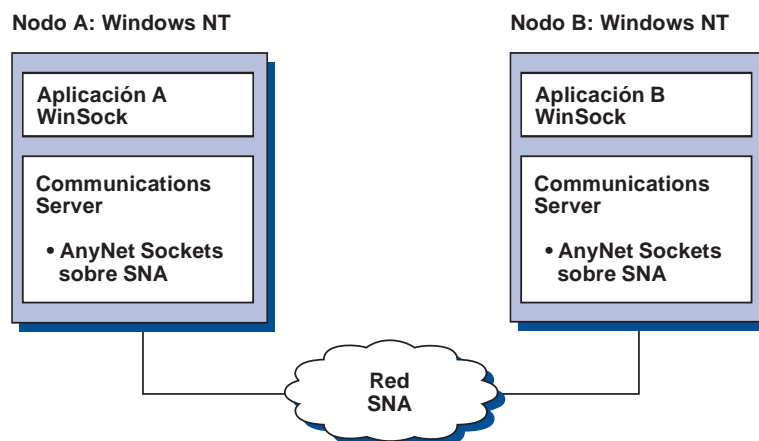 Nodo A: Windows NT
Aplicación A
WinSock
Communications
Server
• AnyNet Sockets
sobre SNA
Nodo B: Windows NT
Aplicación B
WinSock
Communications
Server
• AnyNet Sockets
sobre SNA
Red
SNA